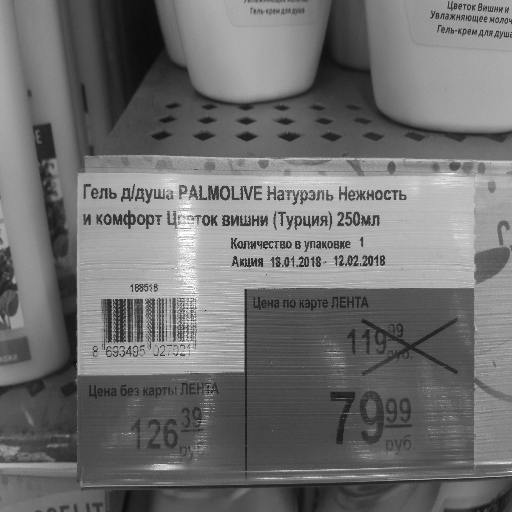 Гель-крем для душа
Цветок Вишни и
Увлажняющее молоч
Гель-крем для душа
Гель д/душа PALMOLIVE Натурэль Нежность
и комфорт Цветок вишни (Турция) 250мл
Количество в упаковке 1
Акция 18.01.2018 - 12.02.2018
188518
8 693495 027021
Цена по карте ЛЕНТА
119 99
руб.
Цена без карты ЛЕНТА
126 39
руб
79 99
руб